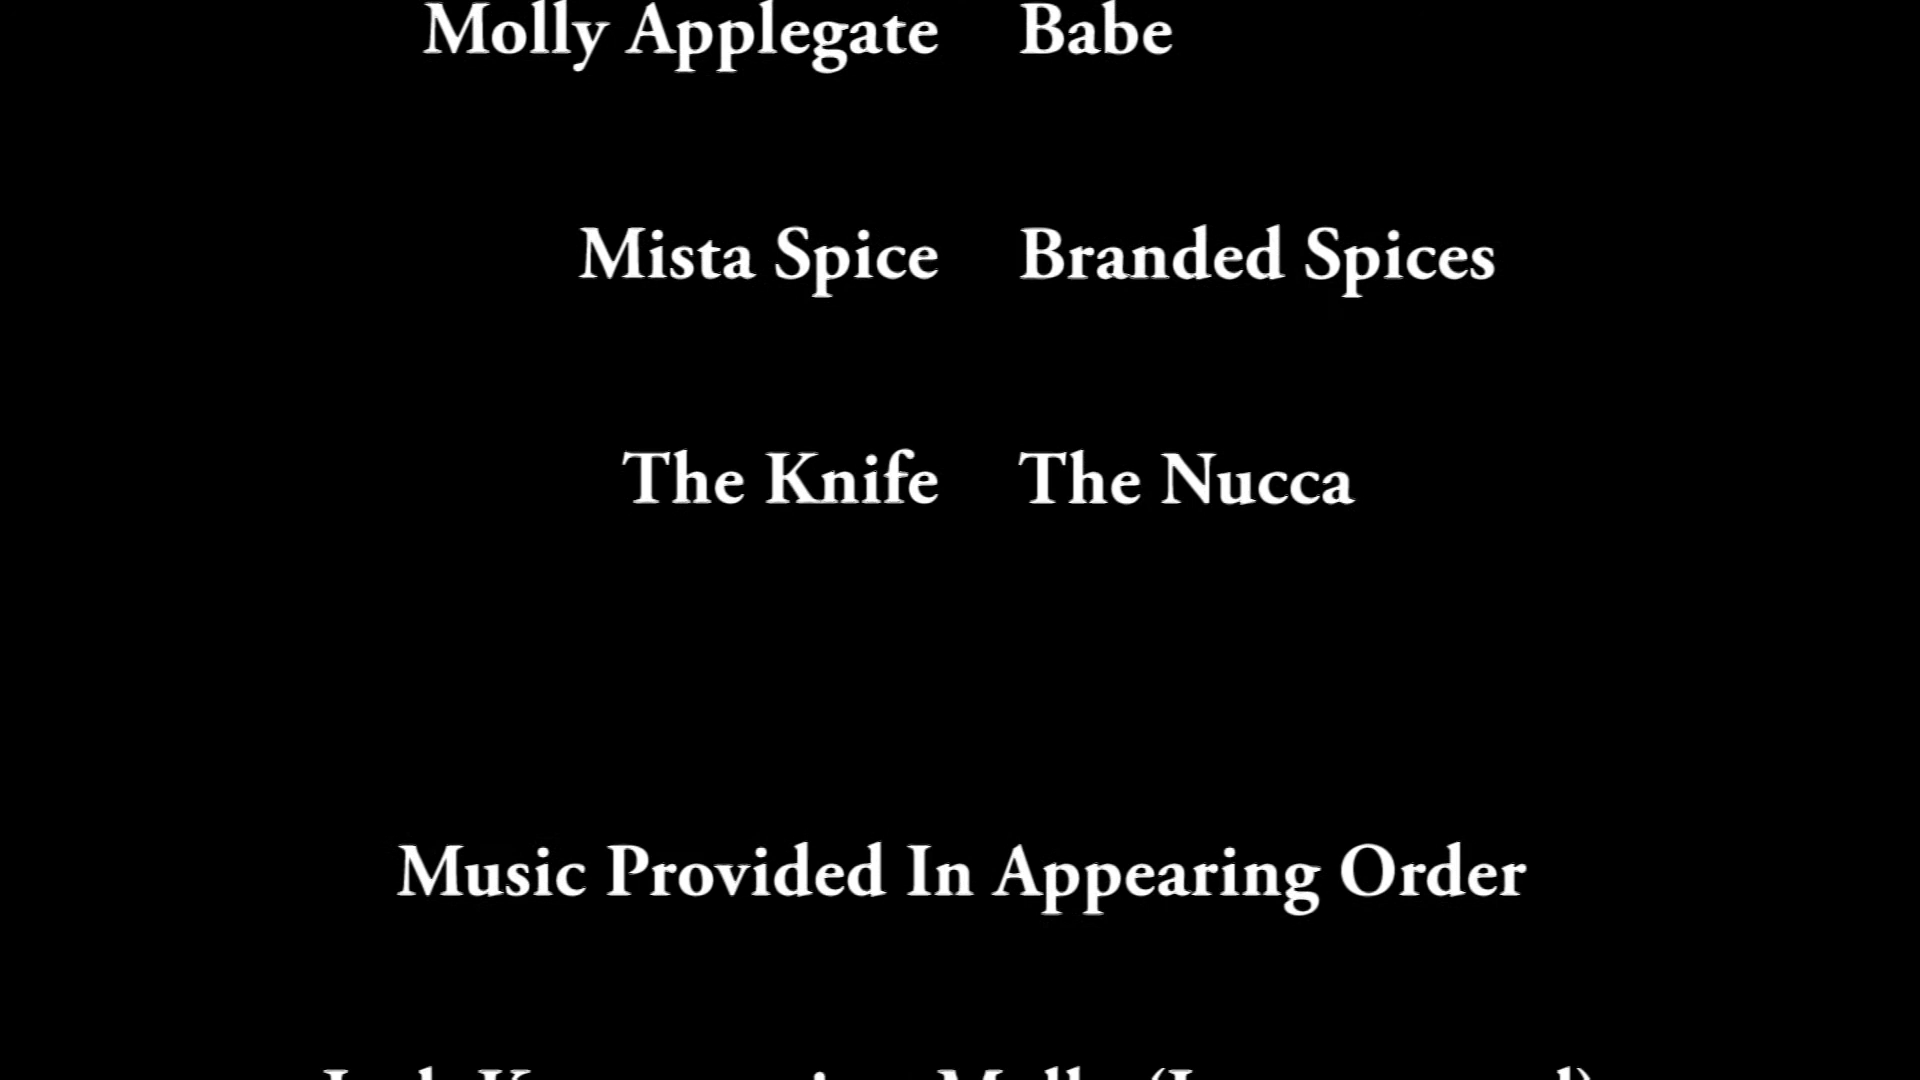 Molly Applegate Babe
Mista Spice Branded Spices
The Knife The Nucca
Music Provided In Appearing Order